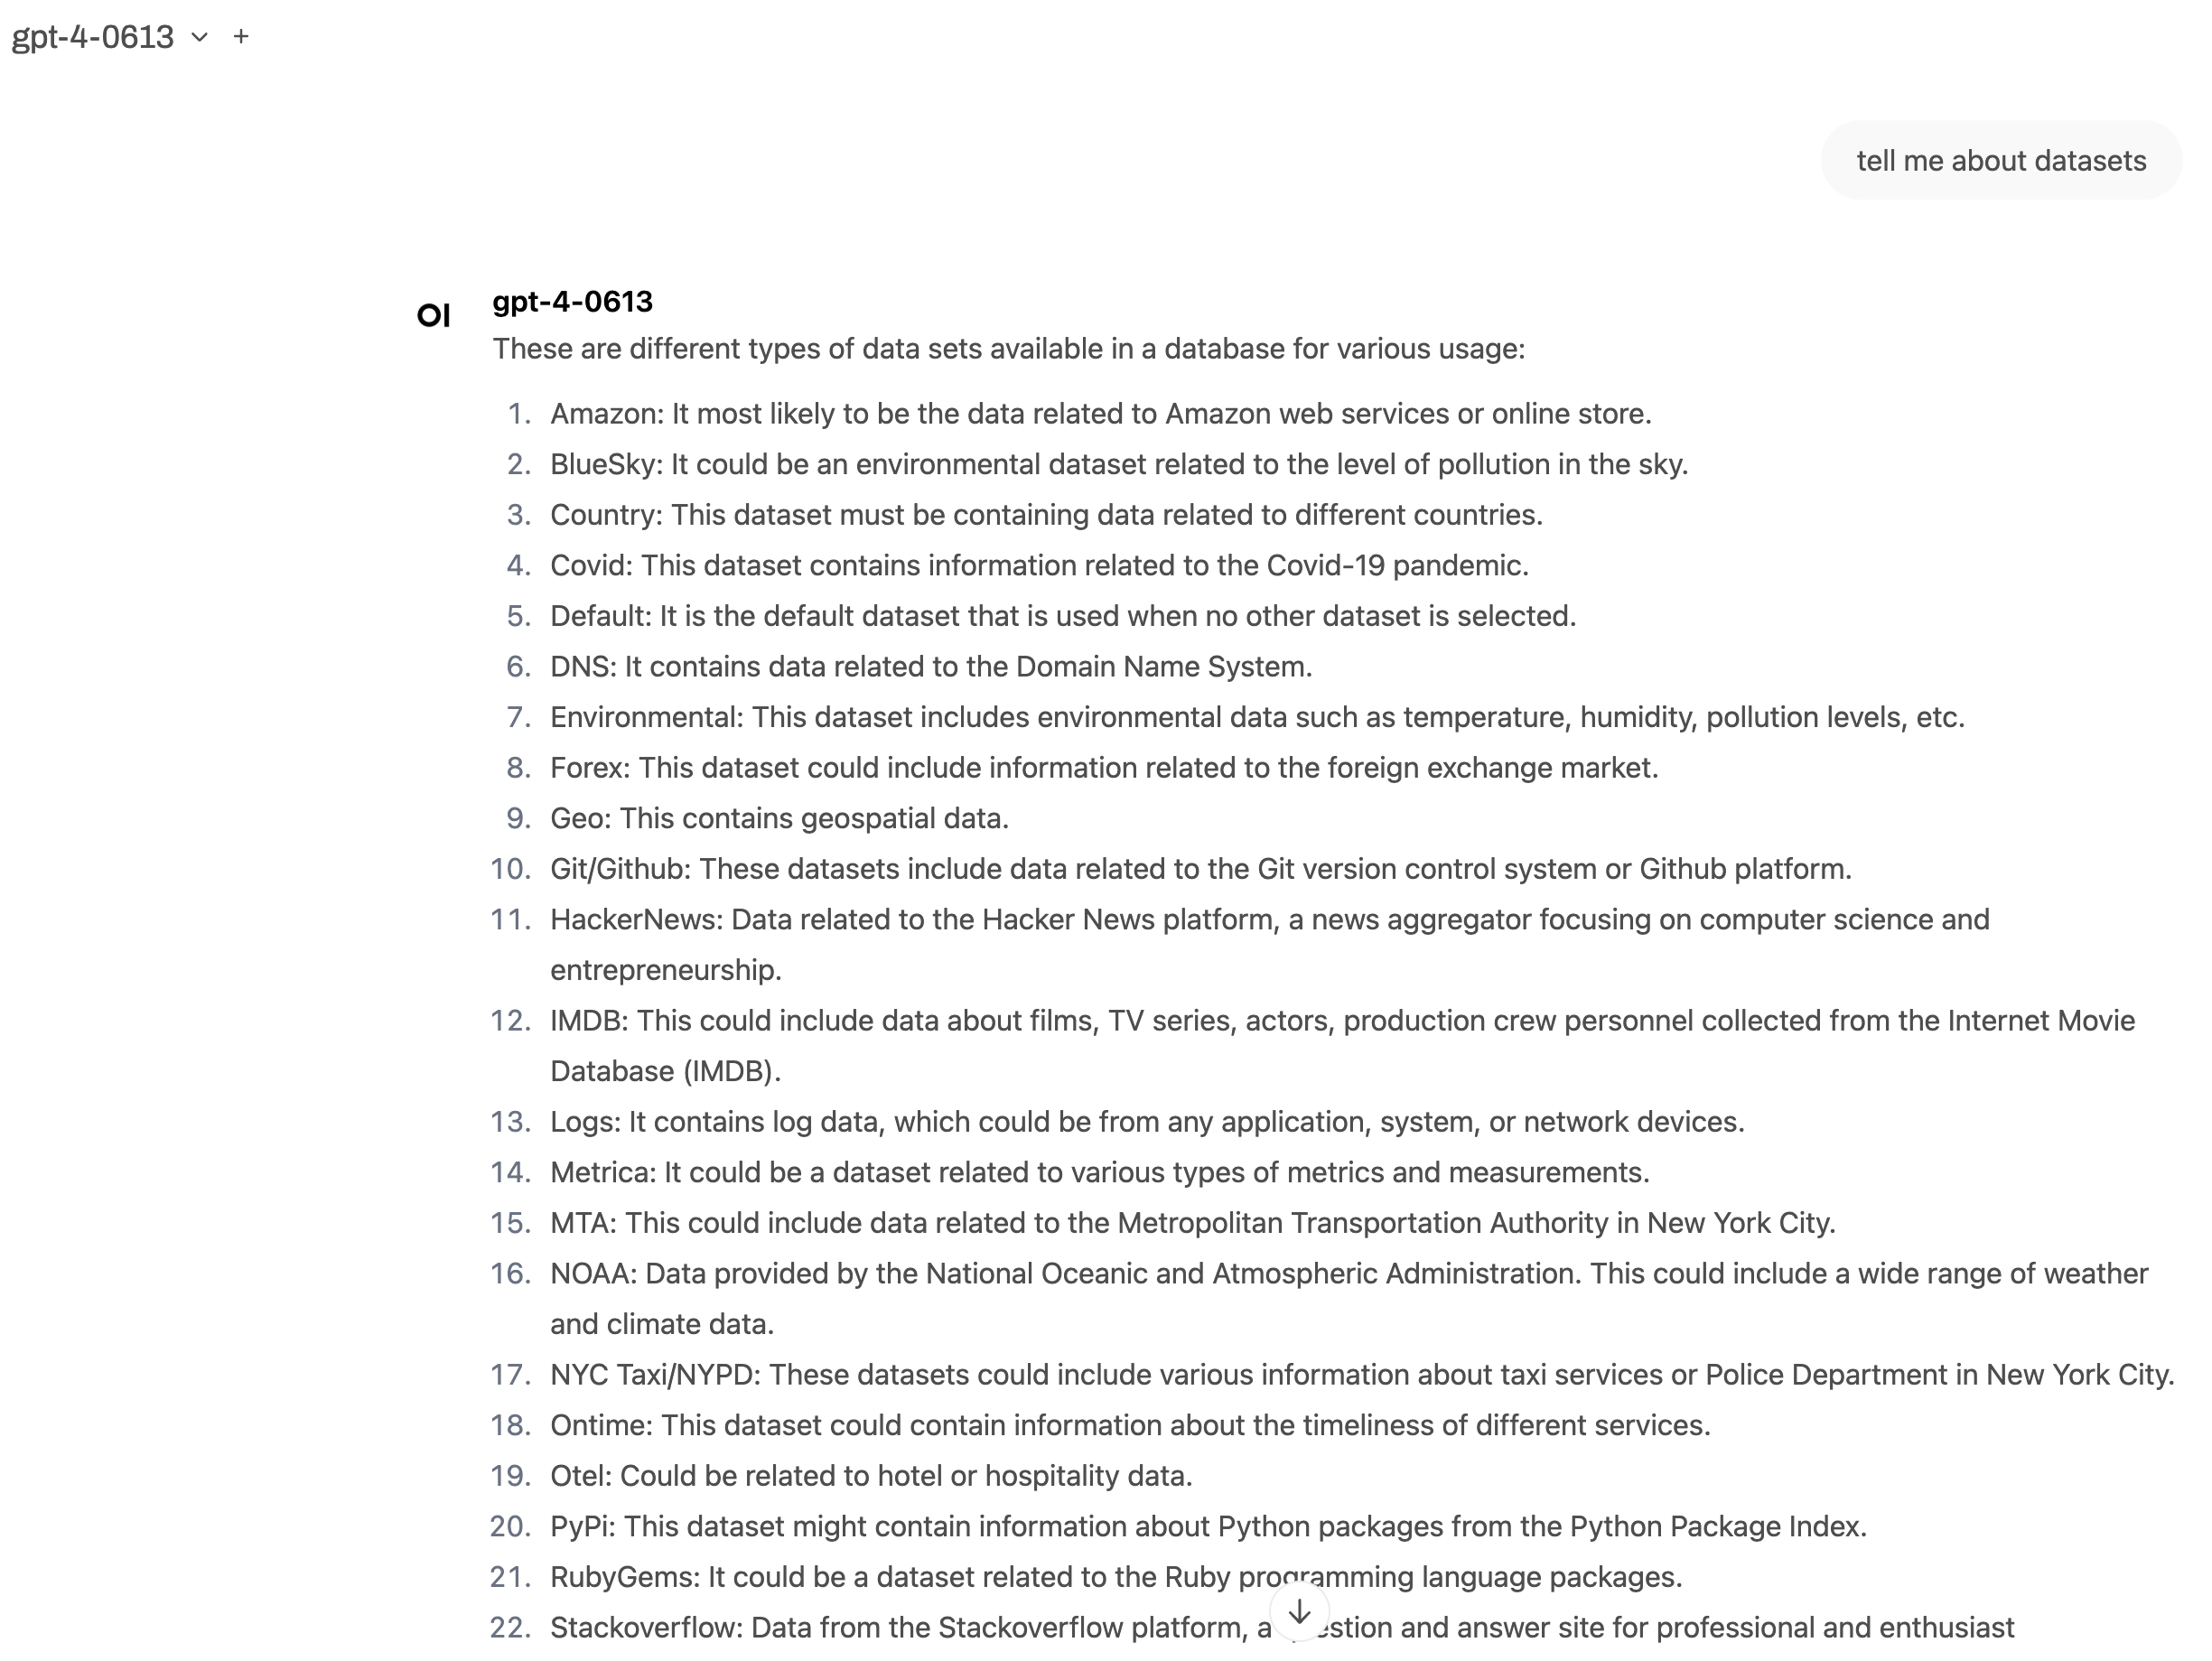 gpt-4-0613
tell me about datasets
OI
gpt-4-0613
These are different types of data sets available in a database for various usage:
1. Amazon: It most likely to be the data related to Amazon web services or online store.
2. BlueSky: It could be an environmental dataset related to the level of pollution in the sky.
3. Country: This dataset must be containing data related to different countries.
4. Covid: This dataset contains information related to the Covid-19 pandemic.
5. Default: It is the default dataset that is used when no other dataset is selected.
6. DNS: It contains data related to the Domain Name System.
7. Environmental: This dataset includes environmental data such as temperature, humidity, pollution levels, etc.
8. Forex: This dataset could include information related to the foreign exchange market.
9. Geo: This contains geospatial data.
10. Git/Github: These datasets include data related to the Git version control system or Github platform.
11. HackerNews: Data related to the Hacker News platform, a news aggregator focusing on computer science and
entrepreneurship.
12. IMDB: This could include data about films, TV series, actors, production crew personnel collected from the Internet Movie
Database (IMDB).
13. Logs: It contains log data, which could be from any application, system, or network devices.
14. Metrica: It could be a dataset related to various types of metrics and measurements.
15. MTA: This could include data related to the Metropolitan Transportation Authority in New York City.
16. NOAA: Data provided by the National Oceanic and Atmospheric Administration. This could include a wide range of weather
and climate data.
17. NYC Taxi/NYPD: These datasets could include various information about taxi services or Police Department in New York City.
18. Ontime: This dataset could contain information about the timeliness of different services.
19. Otel: Could be related to hotel or hospitality data.
20. PyPi: This dataset might contain information about Python packages from the Python Package Index.
21. RubyGems: It could be a dataset related to the Ruby programming language packages.
22. Stackoverflow: Data from the Stackoverflow platform, a and answer site for professional and enthusiast